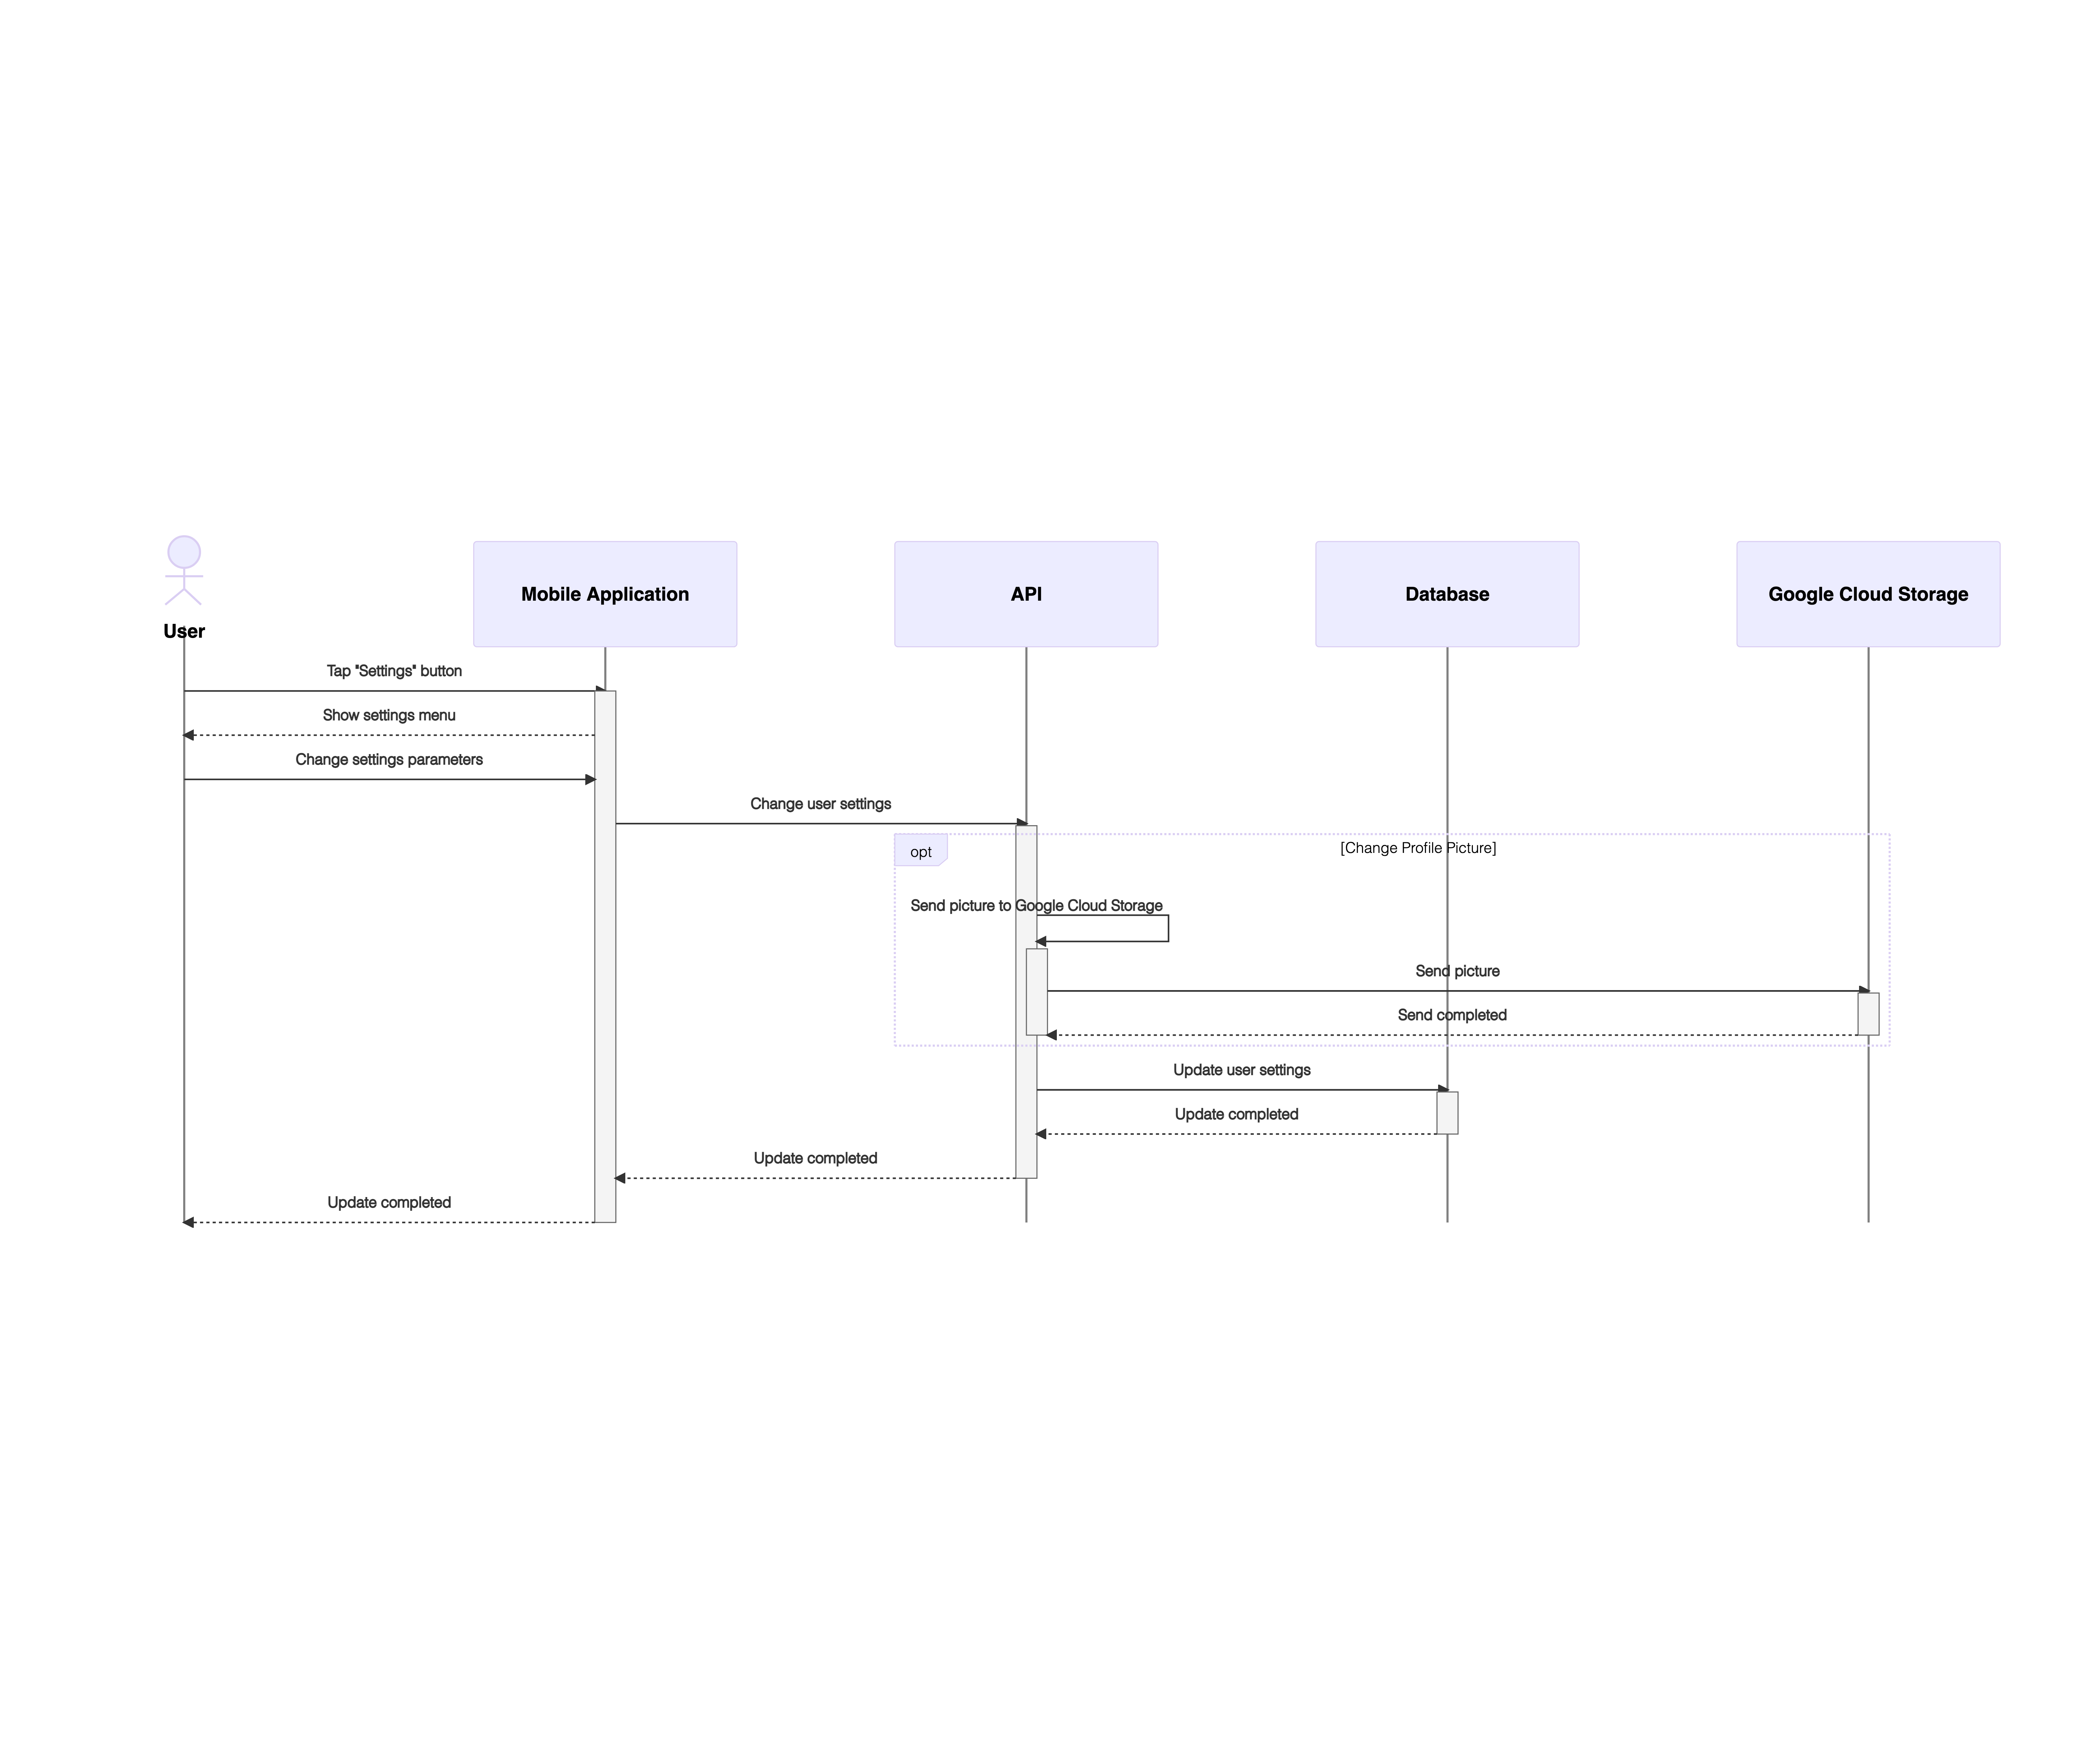 User
Mobile Application
API
Database
Google Cloud Storage
Tap "Settings" button
Show settings menu
Change settings parameters
Change user settings
opt
[Change Profile Picture]
Send picture to Google Cloud Storage
Send picture
Send completed
Update user settings
Update completed
Update completed
Update completed